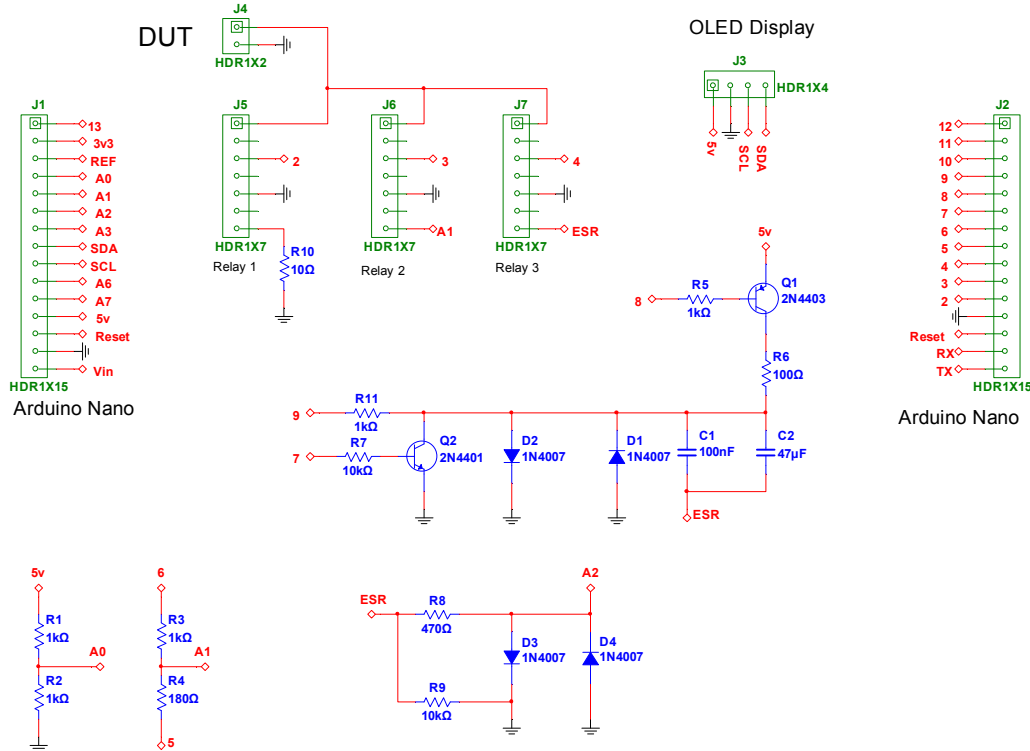 DUT
J4
HDR1X2
OLED Display
J3
HDR1X4
5v
SCL
SDA
J1
13
3v3
REF
A0
A1
A2
A3
SDA
SCL
A6
A7
5v
Reset
Vin
HDR1X15
Arduino Nano
J5
2
HDR1X7
Relay 1
R10
10Ω
J6
3
A1
HDR1X7
Relay 2
J7
4
ESR
HDR1X7
Relay 3
J2
12
11
10
9
8
7
6
5
4
3
2
Reset
RX
TX
HDR1X15
Arduino Nano
5v
Q1
2N4403
8
R5
1kΩ
R6
100Ω
9
R11
1kΩ
7
R7
10kΩ
Q2
2N4401
D2
1N4007
D1
1N4007
C1
100nF
C2
47µF
ESR
5v
R1
1kΩ
A0
R2
1kΩ
6
R3
1kΩ
A1
R4
180Ω
5
ESR
R8
470Ω
A2
D3
1N4007
D4
1N4007
R9
10kΩ